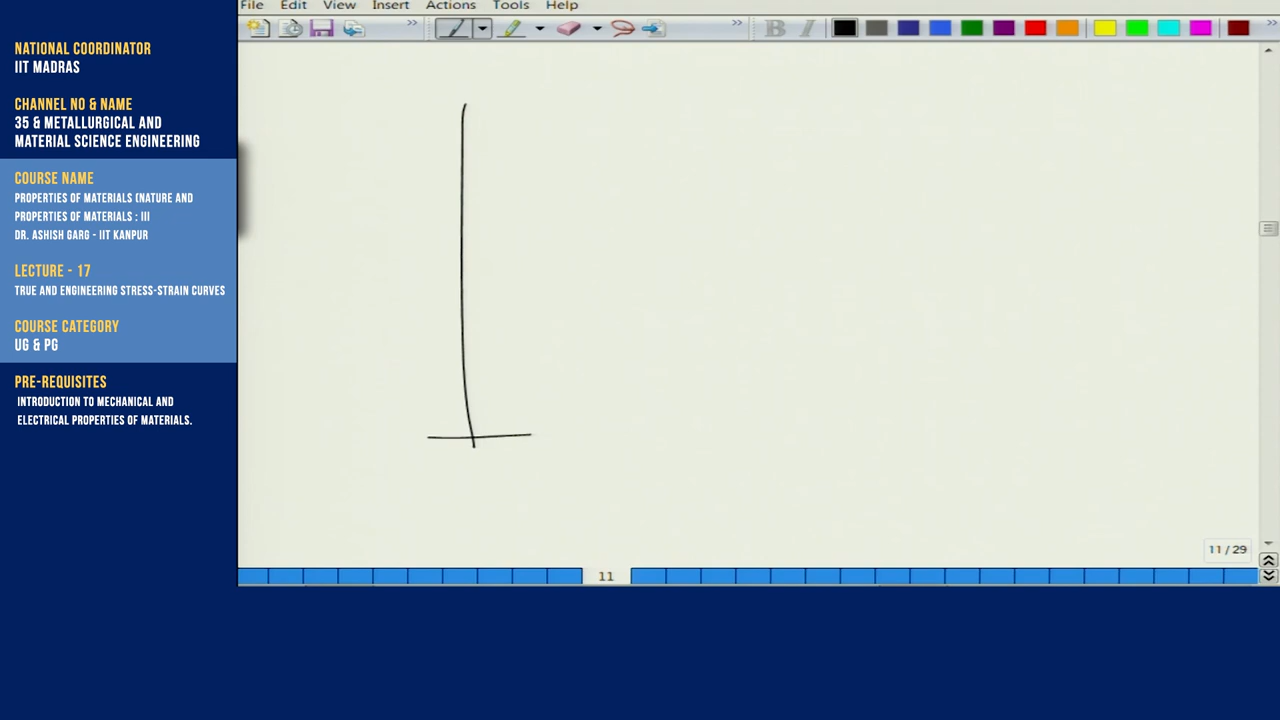 File Edit View Insert Actions Tools Help
B I
NATIONAL COORDINATOR
IIT MADRAS
CHANNEL NO & NAME
35 & METALLURGICAL AND
MATERIAL SCIENCE ENGINEERING
COURSE NAME
PROPERTIES OF MATERIALS (NATURE AND
PROPERTIES OF MATERIALS : III
DR. ASHISH GARG - IIT KANPUR
LECTURE - 17
TRUE AND ENGINEERING STRESS-STRAIN CURVES
COURSE CATEGORY
UG & PG
PRE-REQUISITES
INTRODUCTION TO MECHANICAL AND
ELECTRICAL PROPERTIES OF MATERIALS.
11 / 29
11